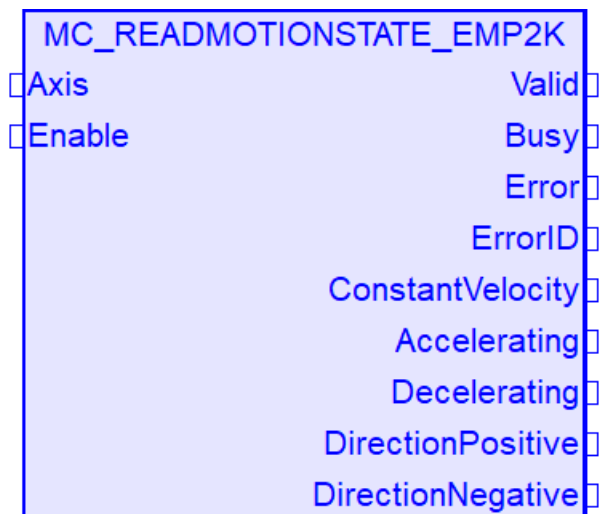 MC_READMOTIONSTATE_EMP2K
Axis Valid
Enable Busy
Error
ErrorID
ConstantVelocity
Accelerating
Decelerating
DirectionPositive
DirectionNegative